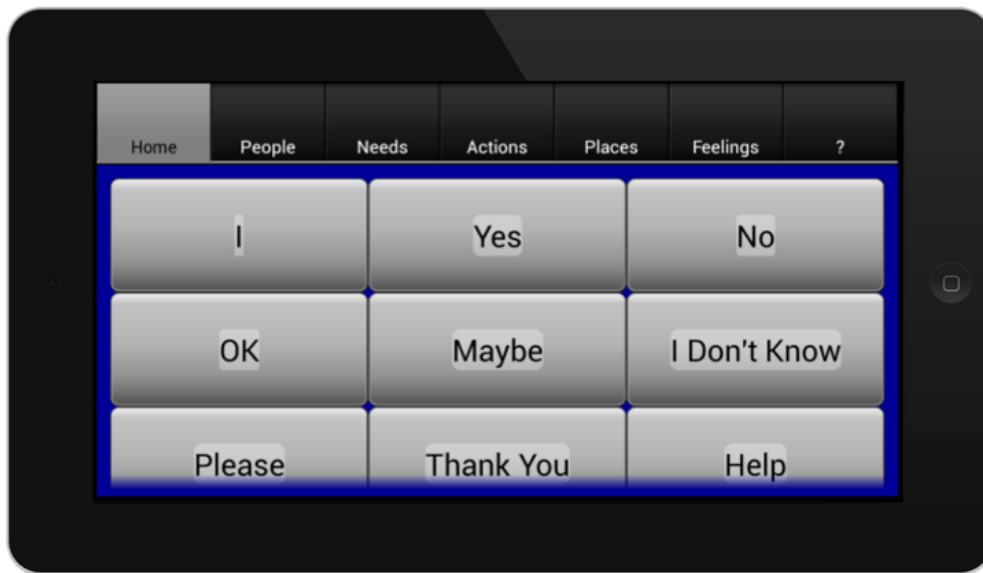 Home People Needs Actions Places Feelings ?
I Yes No
OK Maybe I Don't Know
Please Thank You Help